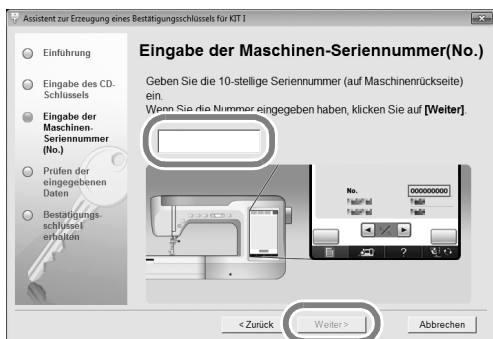 Assistent zur Erzeugung eines Bestätigungsschlüssels für KIT I
Einführung
Eingabe des CD-
Schlüssels
Eingabe der
Maschinen-
Seriennummer
(No.)
Prüfen der
eingegebenen
Daten
Bestätigungs-
schlüssel
erhalten
Eingabe der Maschinen-Seriennummer(No.)
Geben Sie die 10-stellige Seriennummer (auf Maschinenrückseite)
ein.
Wenn Sie die Nummer eingegeben haben, klicken Sie auf [Weiter].
No. 000000000
?
< Zurück Weiter > Abbrechen